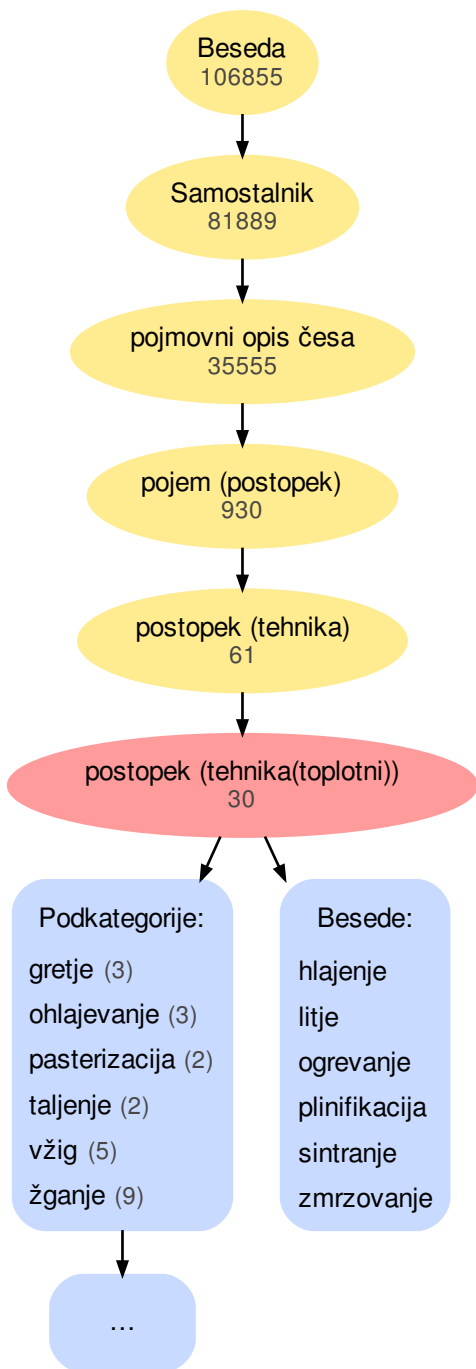 Beseda
106855
Samostalnik
81889
pojmovni opis česa
35555
pojem (postopek)
930
postopek (tehnika)
61
postopek (tehnika(toplotni))
30
Podkategorije:
gretje (3)
ohlajevanje (3)
pasterizacija (2)
taljenje (2)
vžig (5)
žganje (9)
Besede:
hlajenje
litje
ogrevanje
plinifikacija
sintranje
zmrzovanje
...